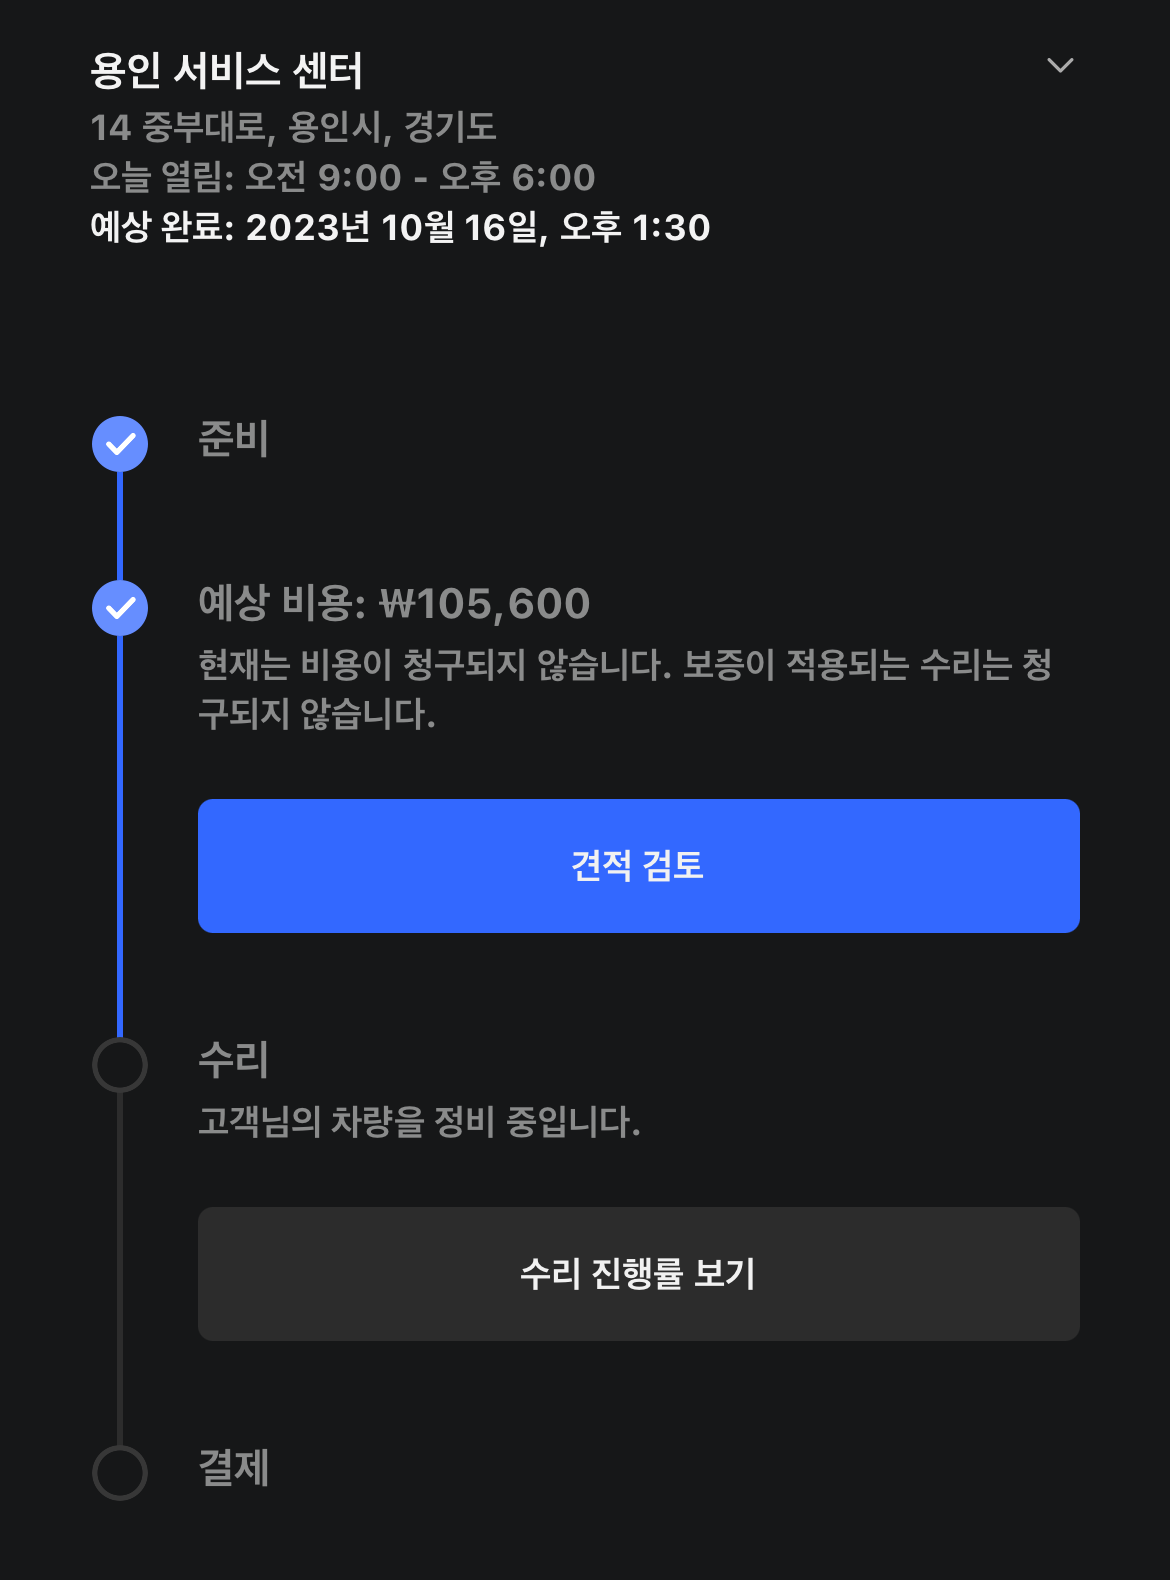 용인 서비스 센터
14 중부대로, 용인시, 경기도
오늘 열림: 오전 9:00 - 오후 6:00
예상 완료: 2023년 10월 16일, 오후 1:30
준비
예상 비용: ₩105,600
현재는 비용이 청구되지 않습니다. 보증이 적용되는 수리는 청
구되지 않습니다.
견적 검토
수리
고객님의 차량을 정비 중입니다.
수리 진행률 보기
결제